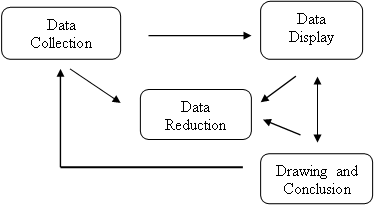 Data
Collection
Data
Display
Data
Reduction
Drawing and
Conclusion